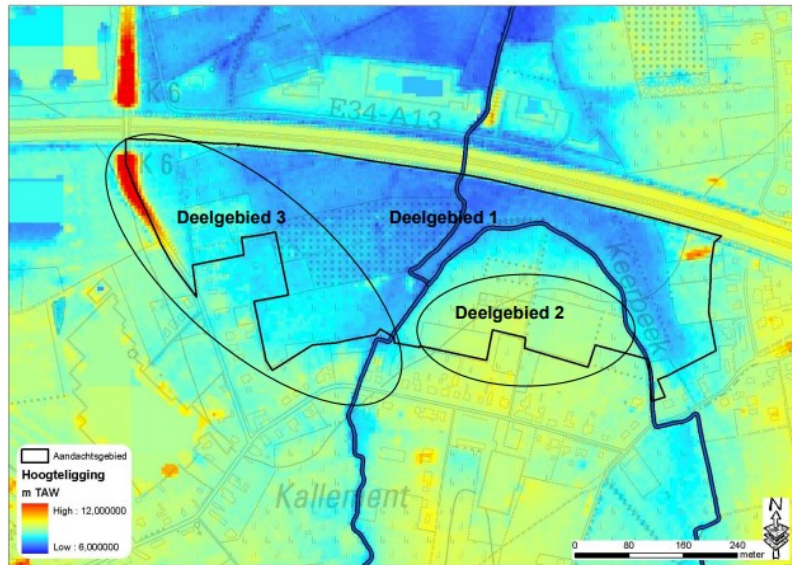 K 6
E34-A13
K 6
Deelgebied 3
Deelgebied 1
Keerbeek
Deelgebied 2
Kallement
Aandachtsgebied
Hoogteligging
m TAW
High : 12,000000
Low : 6,000000
N
0 80 160 240
meter